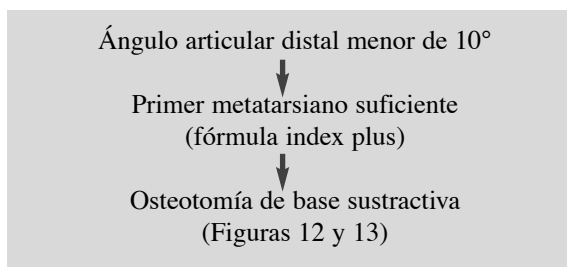 Ángulo articular distal menor de 10°
Primer metatarsiano suficiente
(fórmula index plus)
Osteotomía de base sustractiva
(Figuras 12 y 13)